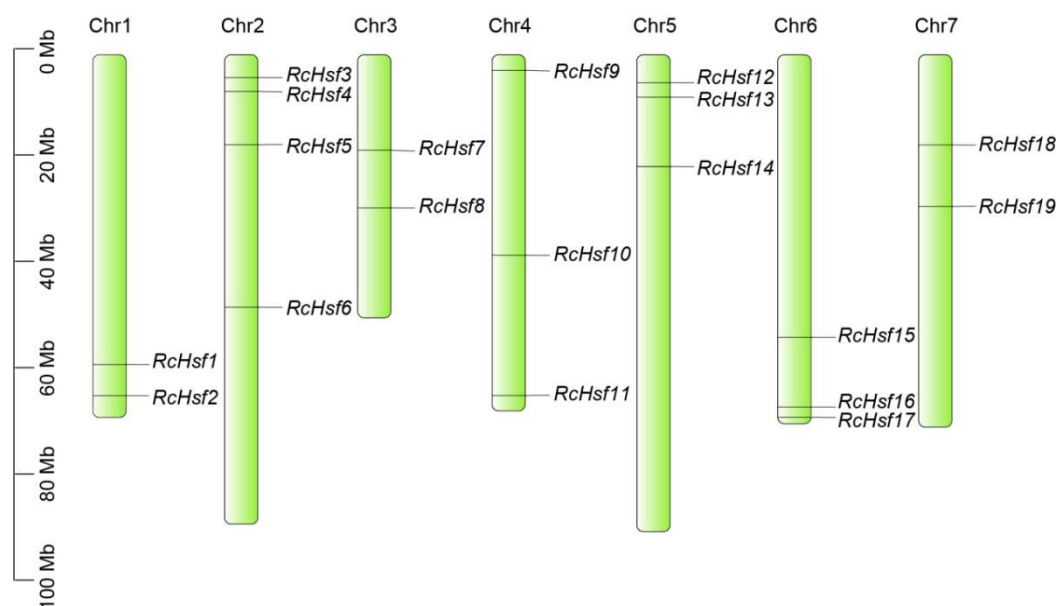 Chr1 Chr2 Chr3 Chr4 Chr5 Chr6 Chr7
0 Mb
20 Mb
40 Mb
60 Mb
80 Mb
100 Mb
RcHsf1
RcHsf2
RcHsf3
RcHsf4
RcHsf5
RcHsf6
RcHsf7
RcHsf8
RcHsf9
RcHsf10
RcHsf11
RcHsf12
RcHsf13
RcHsf14
RcHsf15
RcHsf16
RcHsf17
RcHsf18
RcHsf19